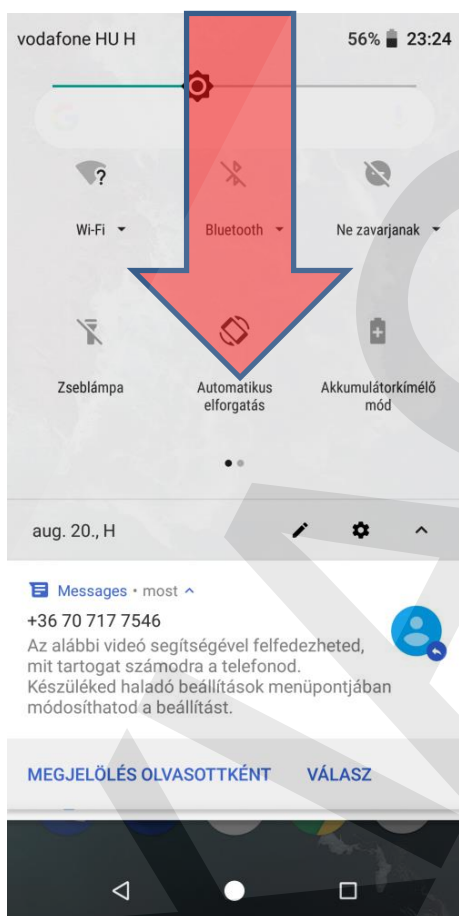 vodafone HU H 56% 23:24
Wi-Fi Bluetooth Ne zavarjanak
Zseblámpa Automatikus elforgatás Akkumulátorkímélő mód
aug. 20., H
Messages • most
+36 70 717 7546
Az alábbi videó segítségével felfedezheted,
mit tartogat számodra a telefonod.
Készüléked haladó beállítások menüpontjában
módosíthatod a beállítást.
MEGJELÖLÉS OLVASOTTKÉNT VÁLASZ